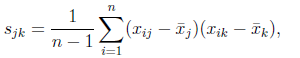 $s_{jk} = \frac{1}{n-1} \sum_{i=1}^{n} (x_{ij} - \bar{x}_j)(x_{ik} - \bar{x}_k),$